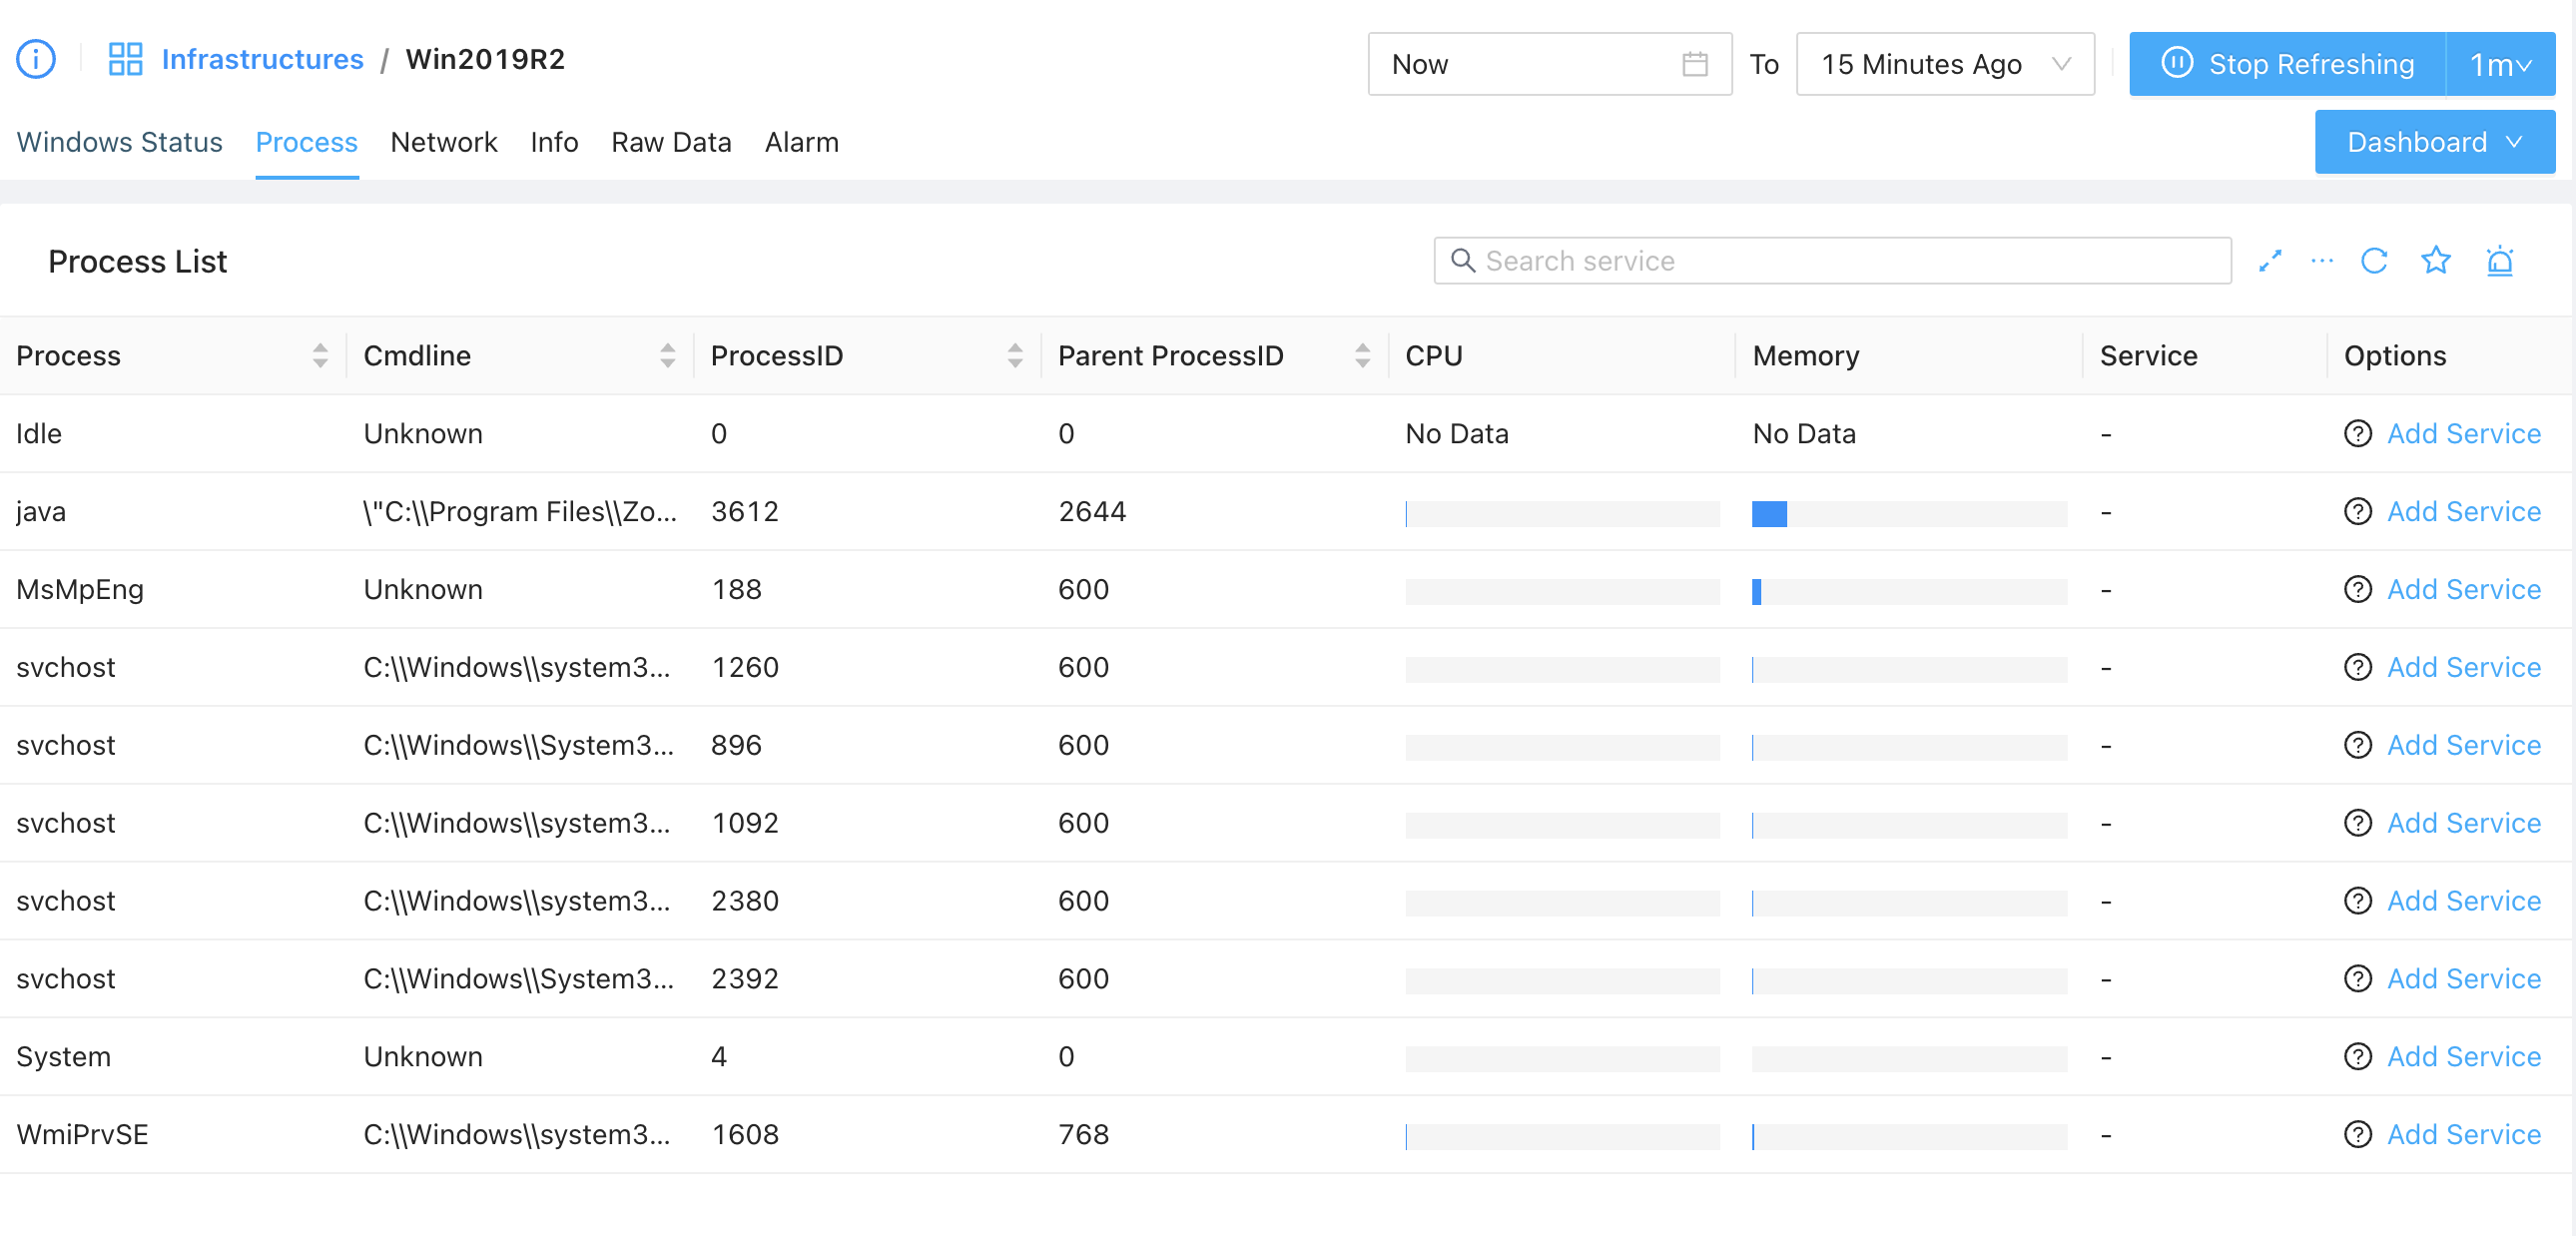 Infrastructures / Win2019R2
Now To 15 Minutes Ago Stop Refreshing 1m
Windows Status Process Network Info Raw Data Alarm Dashboard
Process List Search service
Process Cmdline ProcessID Parent ProcessID CPU Memory Service Options
Idle Unknown 0 0 No Data No Data - Add Service
java \"C:\\Program Files\\Zo... 3612 2644 - Add Service
MsMpEng Unknown 188 600 - Add Service
svchost C:\\Windows\\system3... 1260 600 - Add Service
svchost C:\\Windows\\System3... 896 600 - Add Service
svchost C:\\Windows\\system3... 1092 600 - Add Service
svchost C:\\Windows\\system3... 2380 600 - Add Service
svchost C:\\Windows\\System3... 2392 600 - Add Service
System Unknown 4 0 - Add Service
WmiPrvSE C:\\Windows\\system3... 1608 768 - Add Service